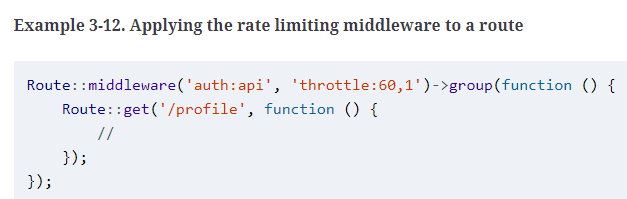 Example 3-12. Applying the rate limiting middleware to a route
Route::middleware('auth:api', 'throttle:60,1')->group(function () {
    Route::get('/profile', function () {
        //
    });
});